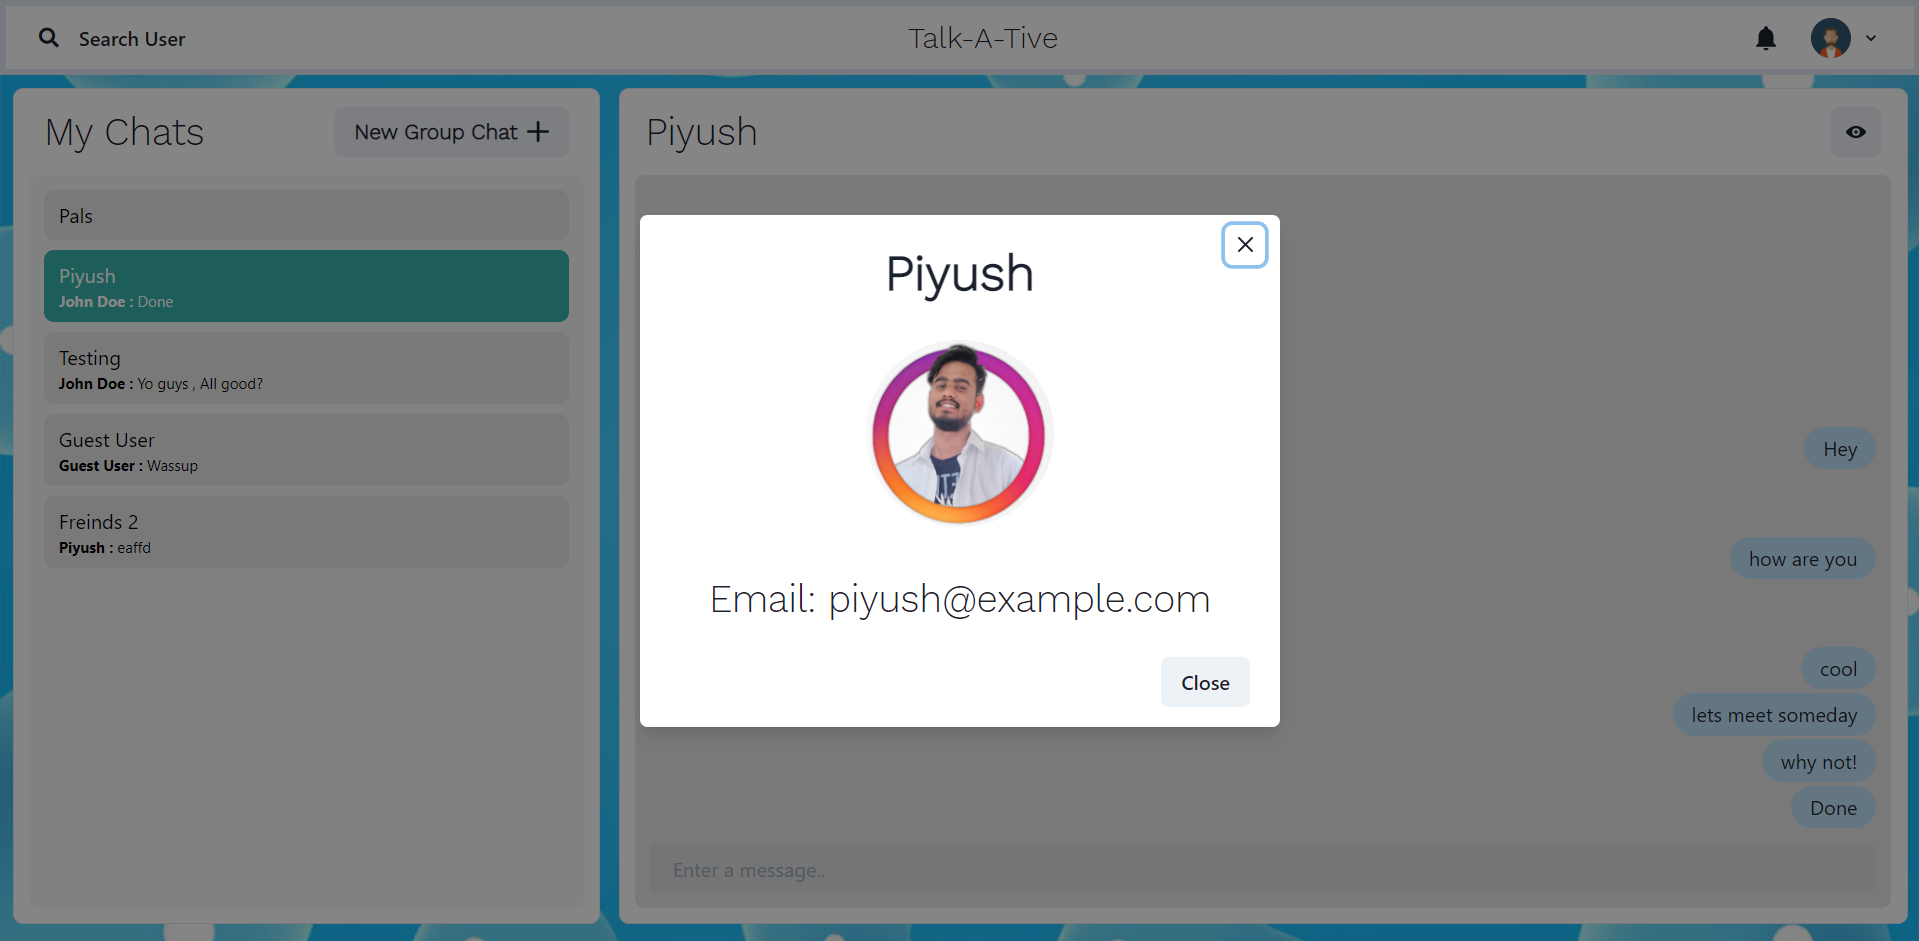 Search User
Talk-A-Tive
My Chats
New Group Chat
Pals
Piyush
John Doe : Done
Testing
John Doe : Yo guys , All good?
Guest User
Guest User : Wassup
Freinds 2
Piyush : eaffd
Piyush
Piyush
Email: piyush@example.com
Close
Hey
how are you
cool
lets meet someday
why not!
Done
Enter a message..